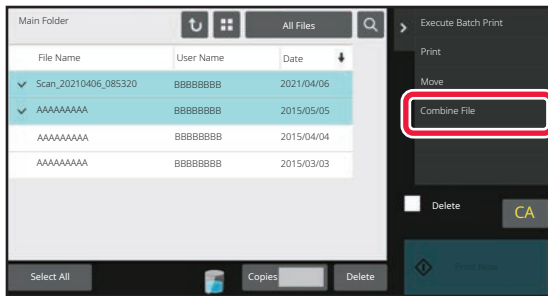 Main Folder
All Files
File Name User Name Date
Scan_20210406_085320 BBBBBBBB 2021/04/06
AAAAAAAAA BBBBBBBB 2015/05/05
AAAAAAAAA BBBBBBBB 2015/04/04
AAAAAAAAA BBBBBBBB 2015/03/03
Select All
Copies
Delete
Execute Batch Print
Print
Move
Combine File
Delete
CA
Print Now